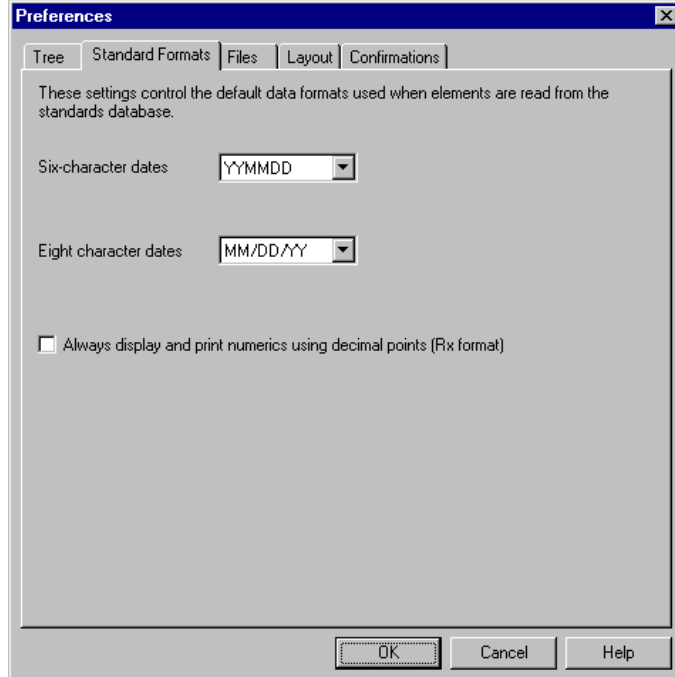 Preferences
Tree Standard Formats Files Layout Confirmations
These settings control the default data formats used when elements are read from the
standards database.
Six-character dates YYMMDD
Eight character dates MM/DD/YY
Always display and print numerics using decimal points (Rx format)
OK Cancel Help